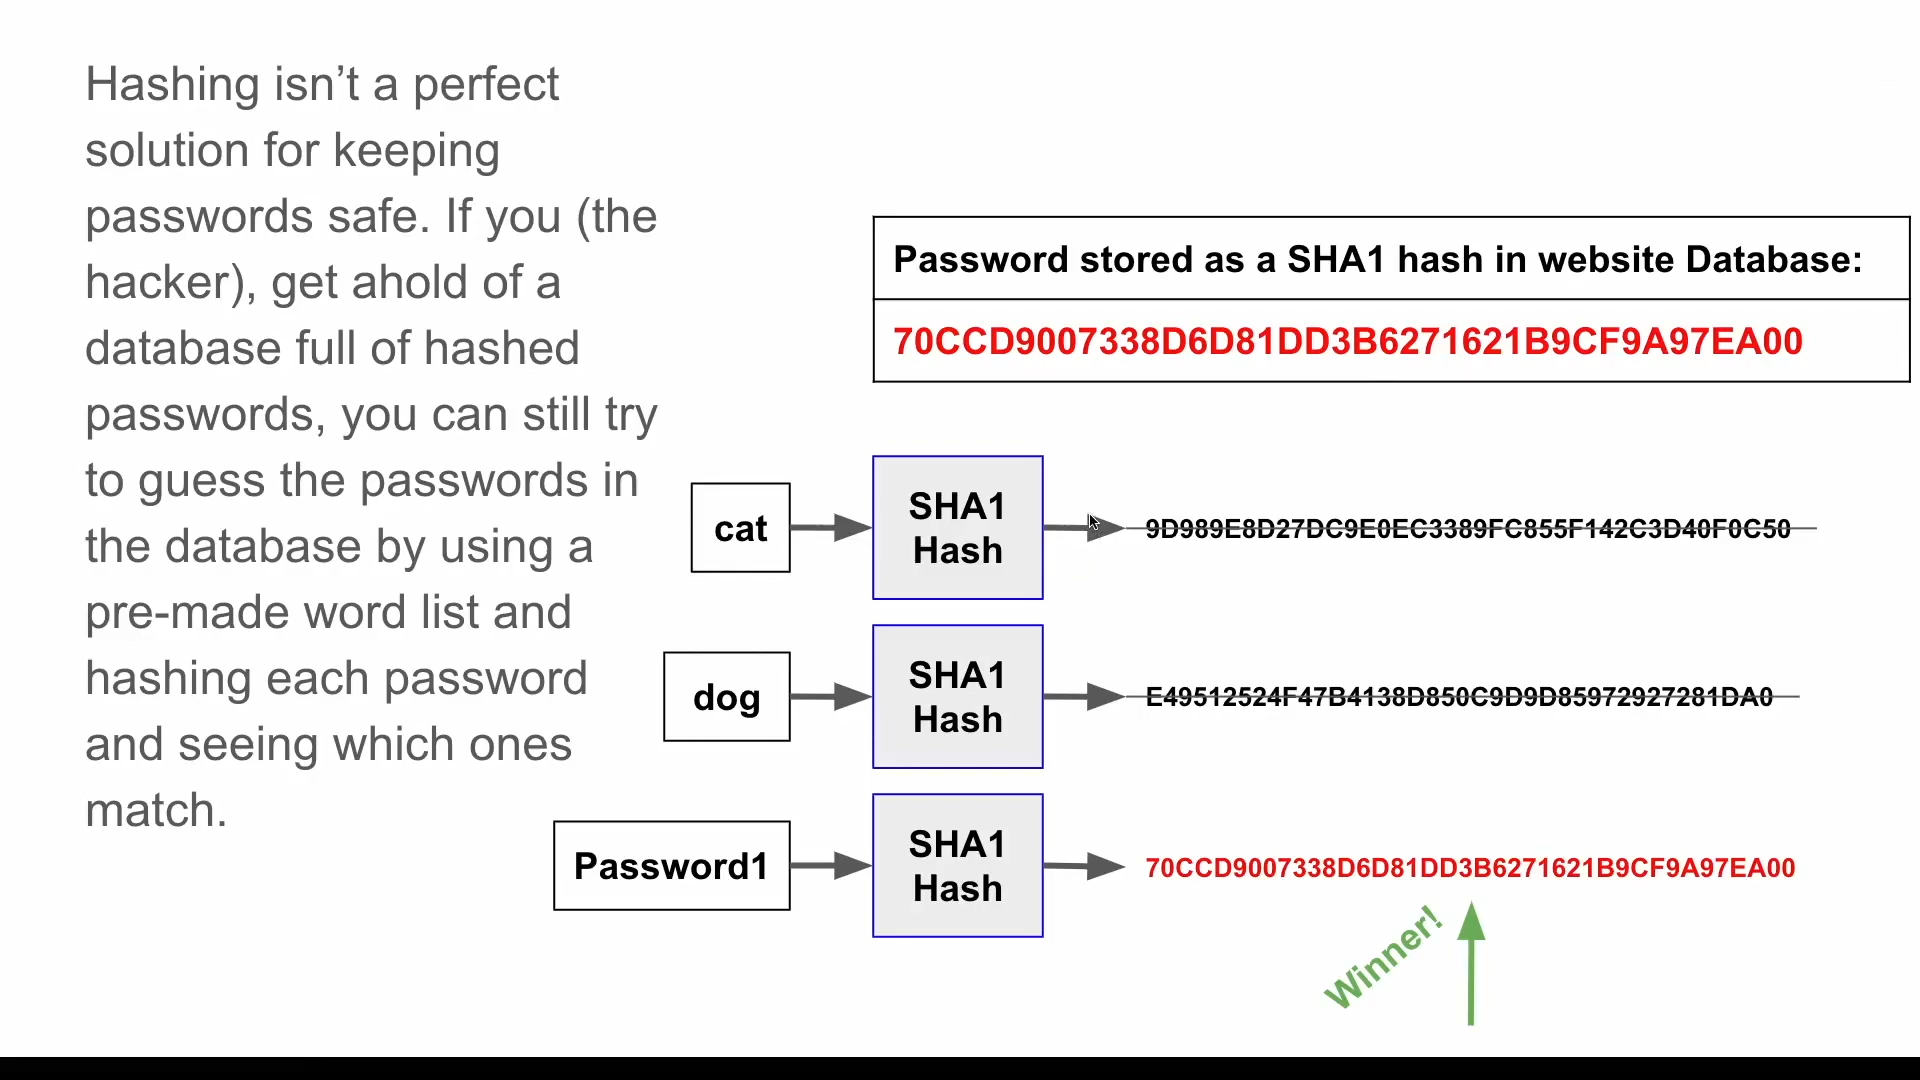 Hashing isn’t a perfect
solution for keeping
passwords safe. If you (the
hacker), get ahold of a
database full of hashed
passwords, you can still try
to guess the passwords in
the database by using a
pre-made word list and
hashing each password
and seeing which ones
match.
Password stored as a SHA1 hash in website Database:
70CCD9007338D6D81DD3B6271621B9CF9A97EA00
cat
SHA1
Hash
9D989E8D27DC9E0EC3389FC855F142C3D40F0C50
dog
SHA1
Hash
E49512524F47B4138D850C9D9D85972927281DA0
Password1
SHA1
Hash
70CCD9007338D6D81DD3B6271621B9CF9A97EA00
Winner!